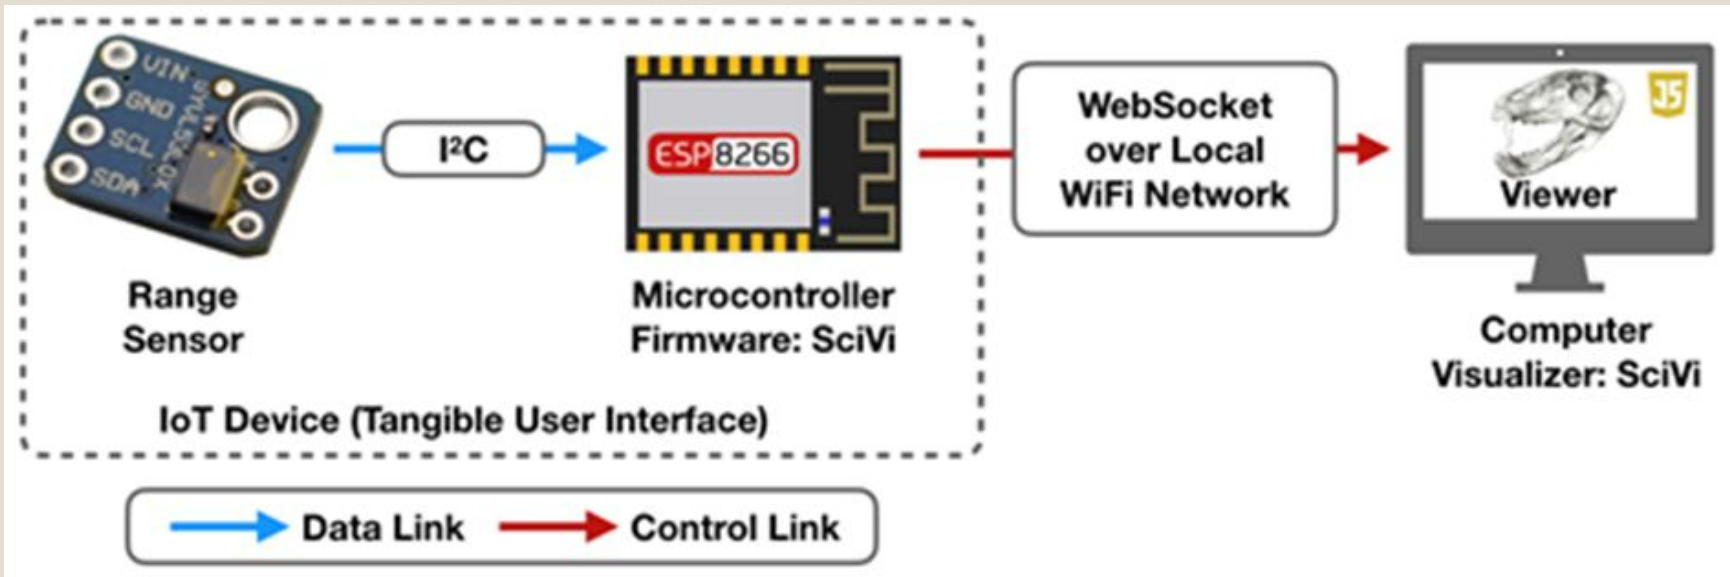 VIN
GND
SCL
SDA
I²C
ESP8266
WebSocket
over Local
WiFi Network
JS
Viewer
Range
Sensor
Microcontroller
Firmware: SciVi
Computer
Visualizer: SciVi
IoT Device (Tangible User Interface)
Data Link
Control Link